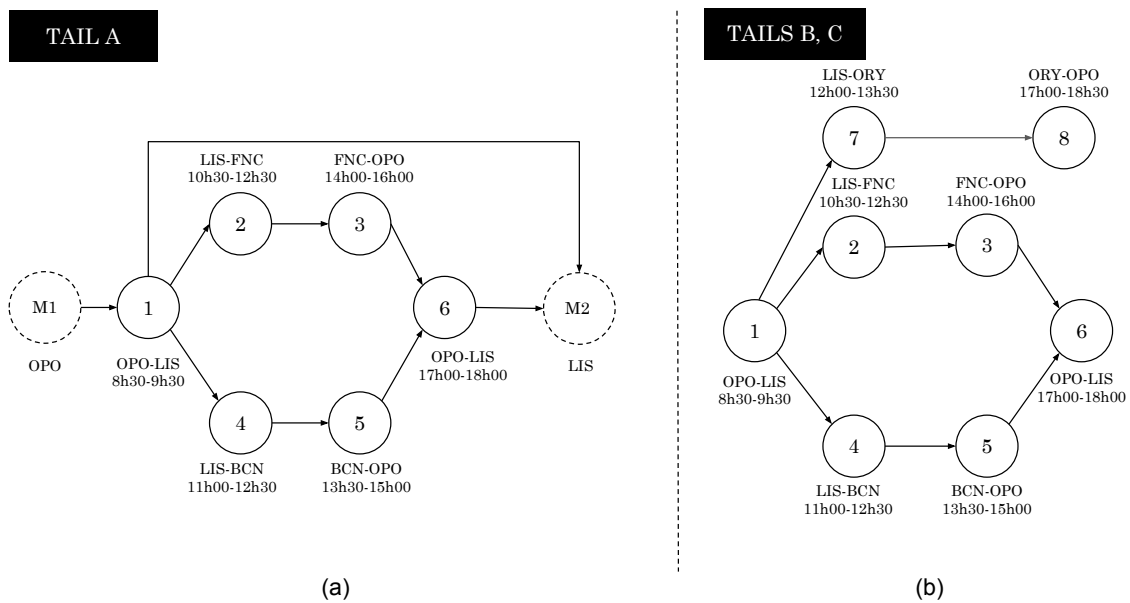 TAIL A
LIS-FNC
10h30-12h30
FNC-OPO
14h00-16h00
2
3
M1
1
6
M2
OPO
OPO-LIS
8h30-9h30
OPO-LIS
17h00-18h00
LIS
4
5
LIS-BCN
11h00-12h30
BCN-OPO
13h30-15h00
(a)
TAILS B, C
LIS-ORY
12h00-13h30
ORY-OPO
17h00-18h30
7
8
LIS-FNC
10h30-12h30
FNC-OPO
14h00-16h00
2
3
1
6
OPO-LIS
8h30-9h30
OPO-LIS
17h00-18h00
4
5
LIS-BCN
11h00-12h30
BCN-OPO
13h30-15h00
(b)